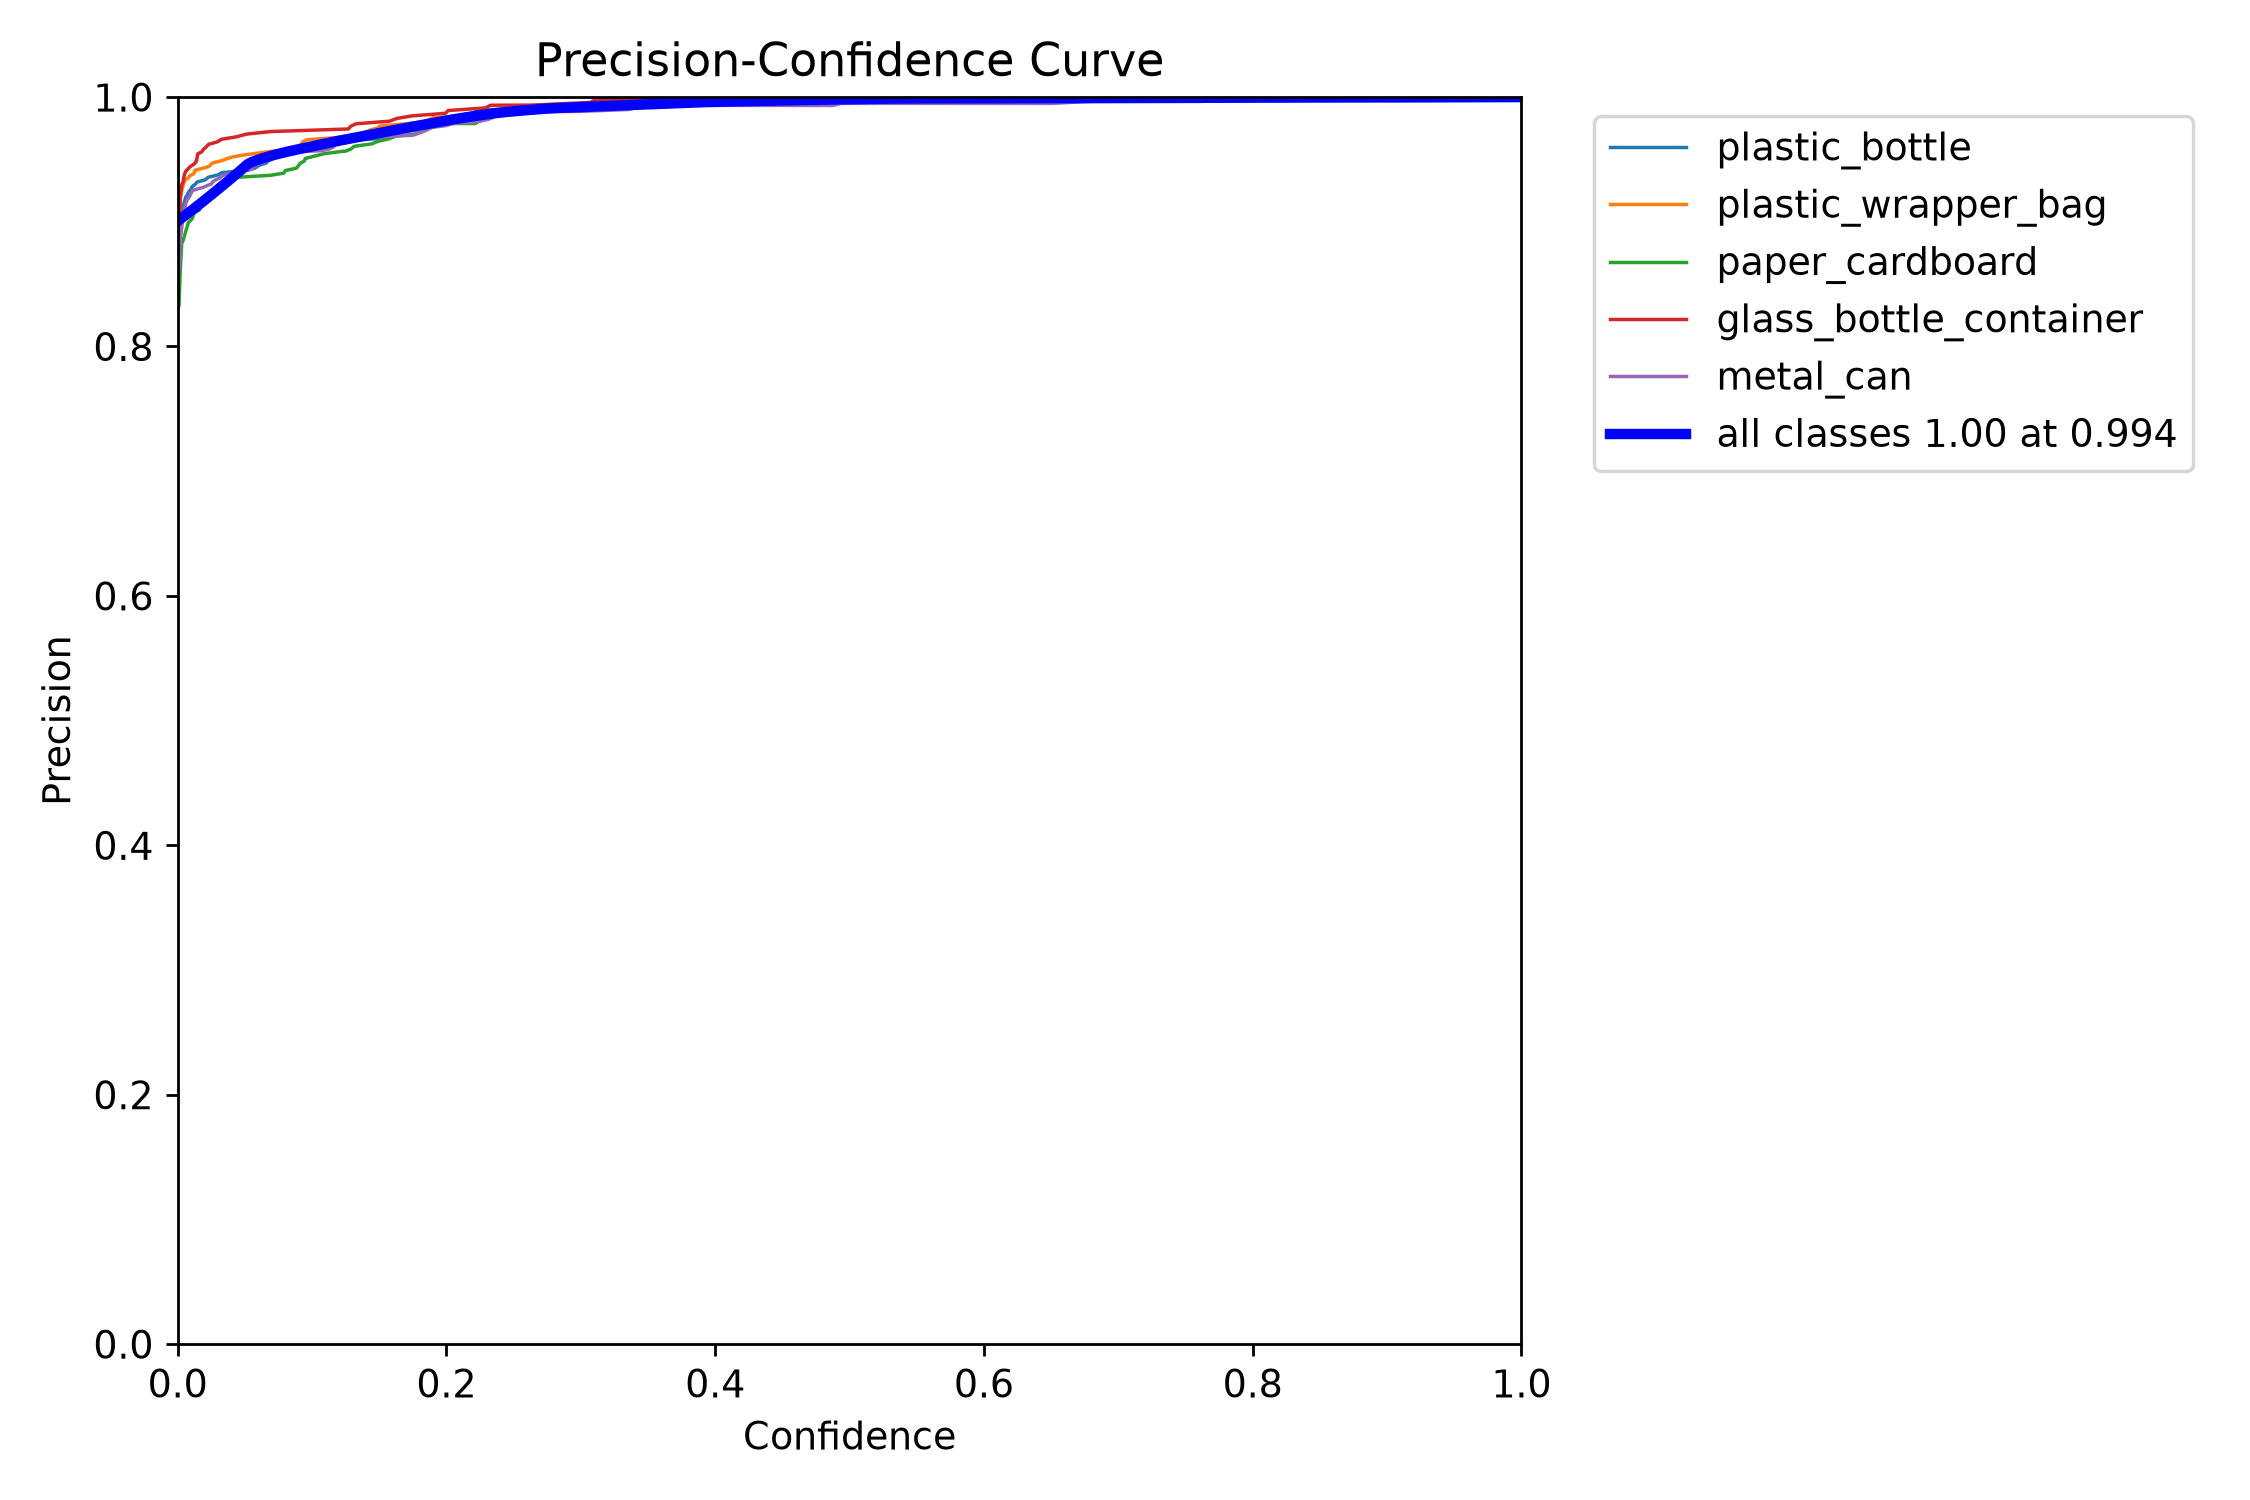 Precision-Confidence Curve
1.0
0.8
0.6
0.4
0.2
0.0
Precision
0.0 0.2 0.4 0.6 0.8 1.0
Confidence
plastic_bottle
plastic_wrapper_bag
paper_cardboard
glass_bottle_container
metal_can
all classes 1.00 at 0.994